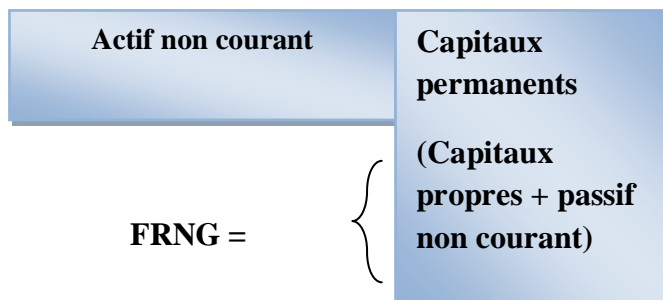 Actif non courant
Capitaux
permanents
(Capitaux
propres + passif
non courant)
FRNG =